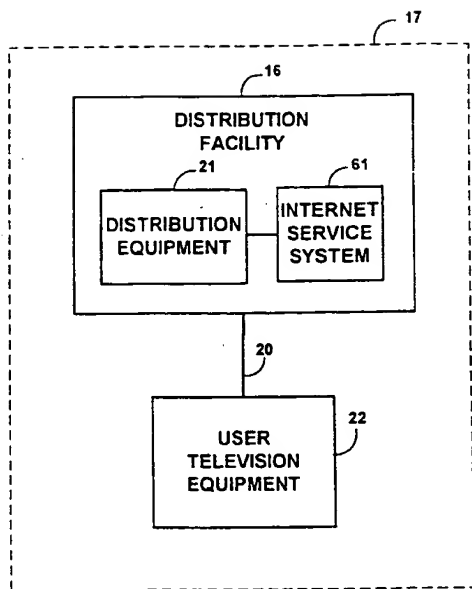 17
16
DISTRIBUTION
FACILITY
21
61
DISTRIBUTION
EQUIPMENT
INTERNET
SERVICE
SYSTEM
20
22
USER
TELEVISION
EQUIPMENT